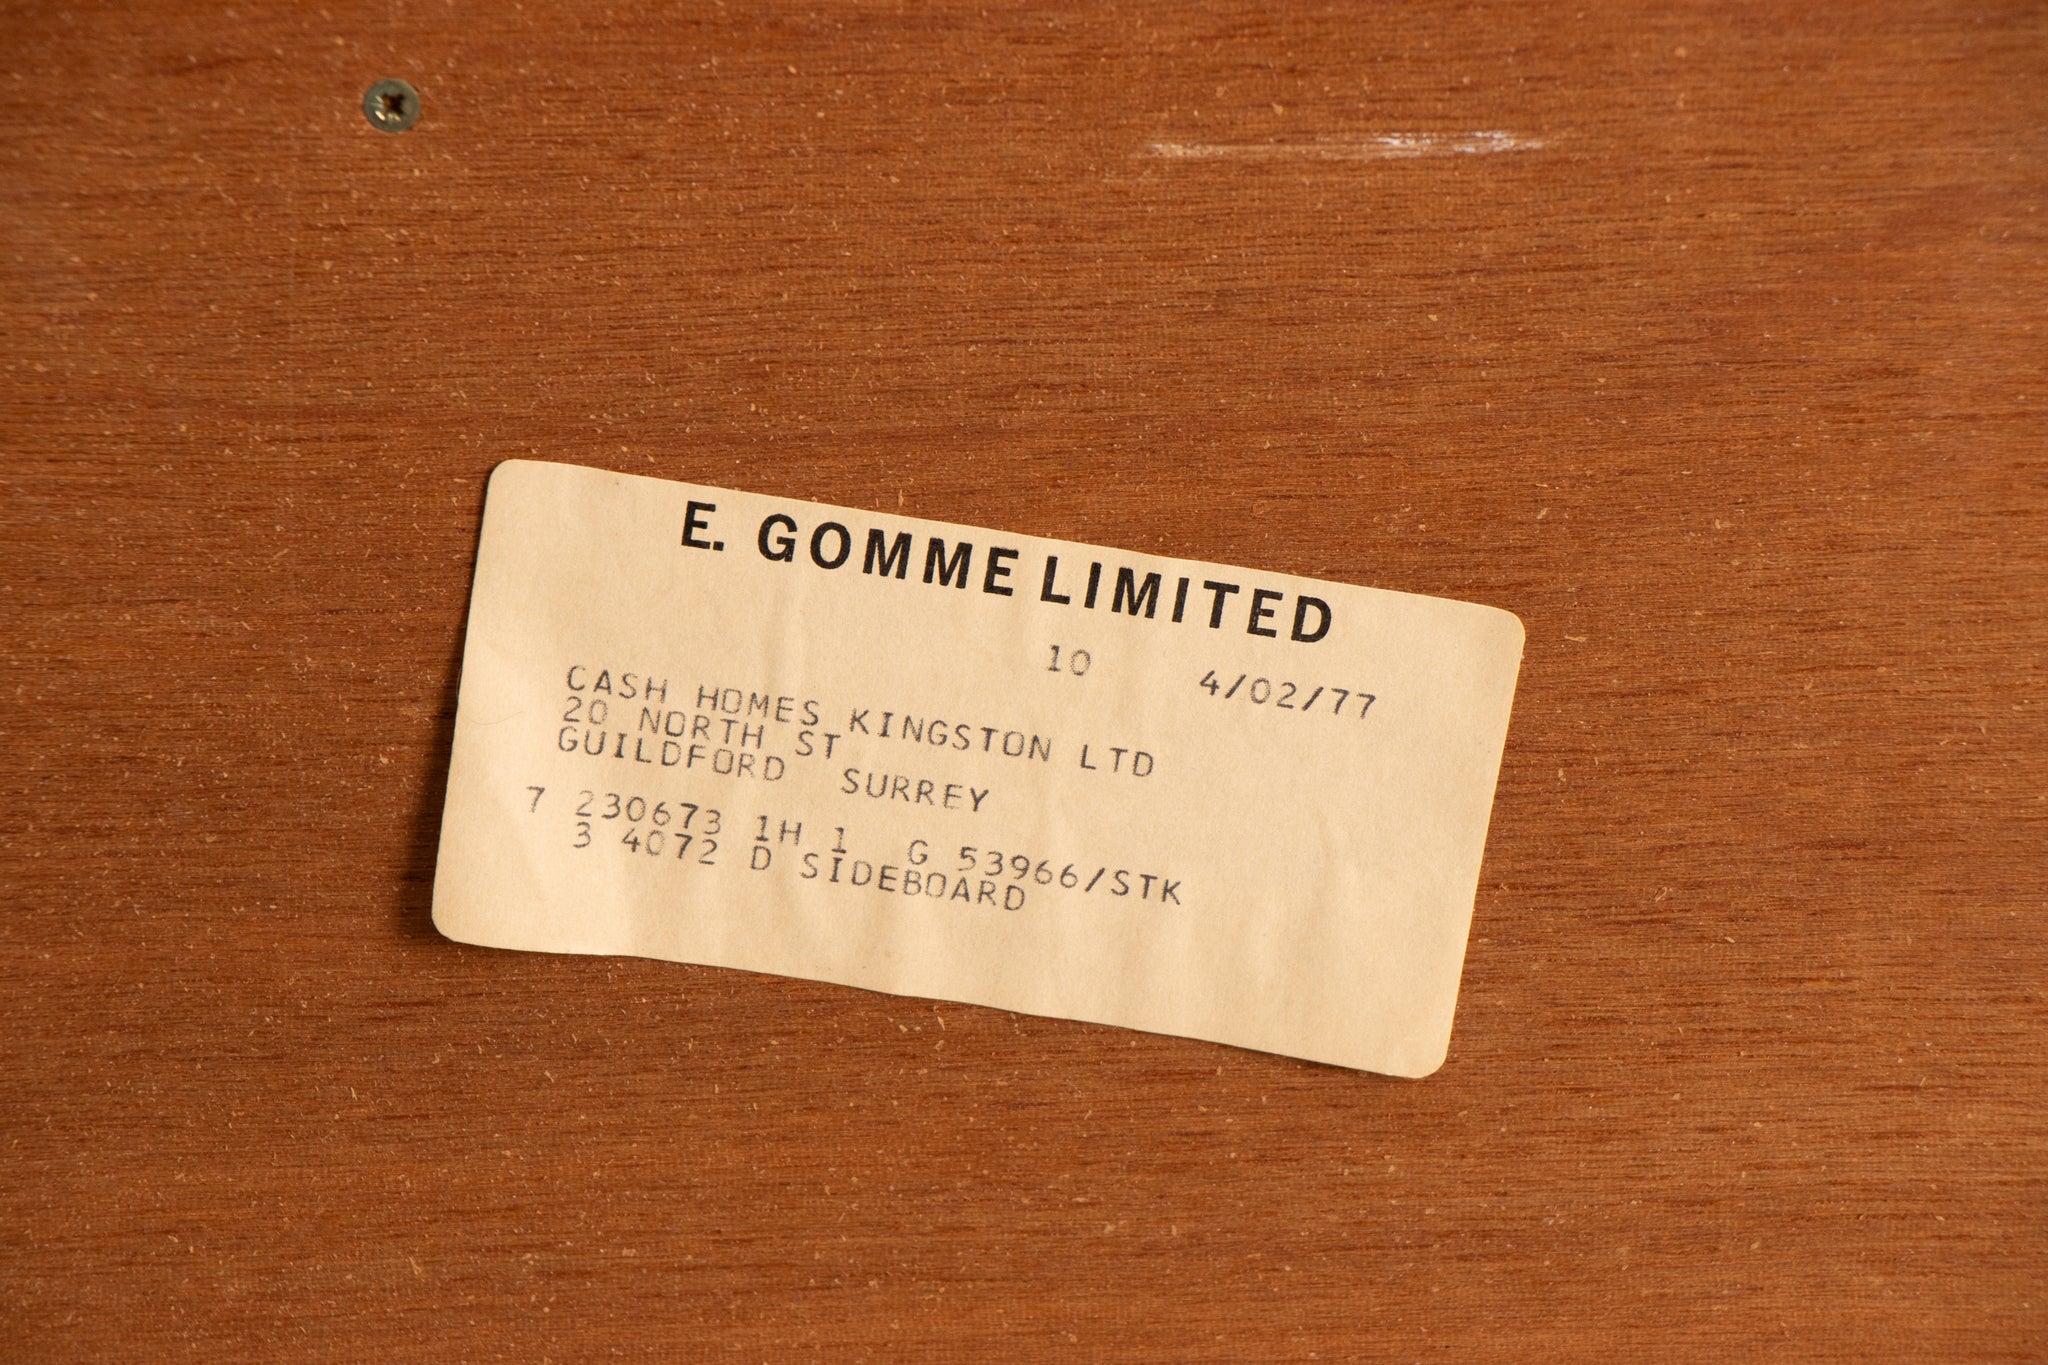 E. GOMME LIMITED
10 4/02/77
CASH HOMES KINGSTON LTD
20 NORTH ST
GUILDFORD SURREY
7 230673 1H 1 G 53966/STK
3 4072 D SIDEBOARD